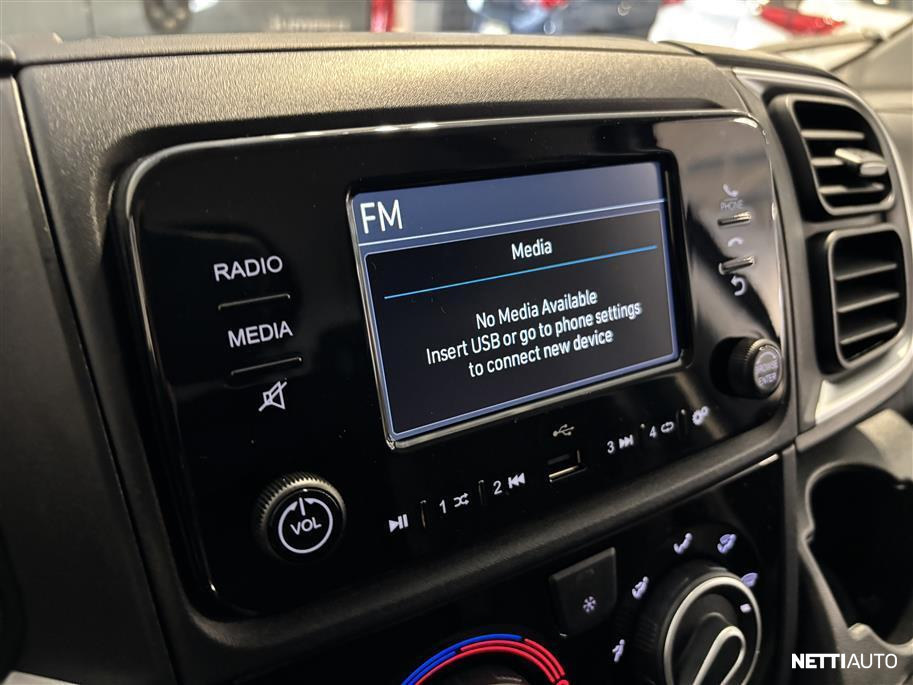 FM
Media
No Media Available
Insert USB or go to phone settings
to connect new device
RADIO
MEDIA
PHONE
BROWSE
ENTER
VOL
1
2
3
4
NETTIAUTO